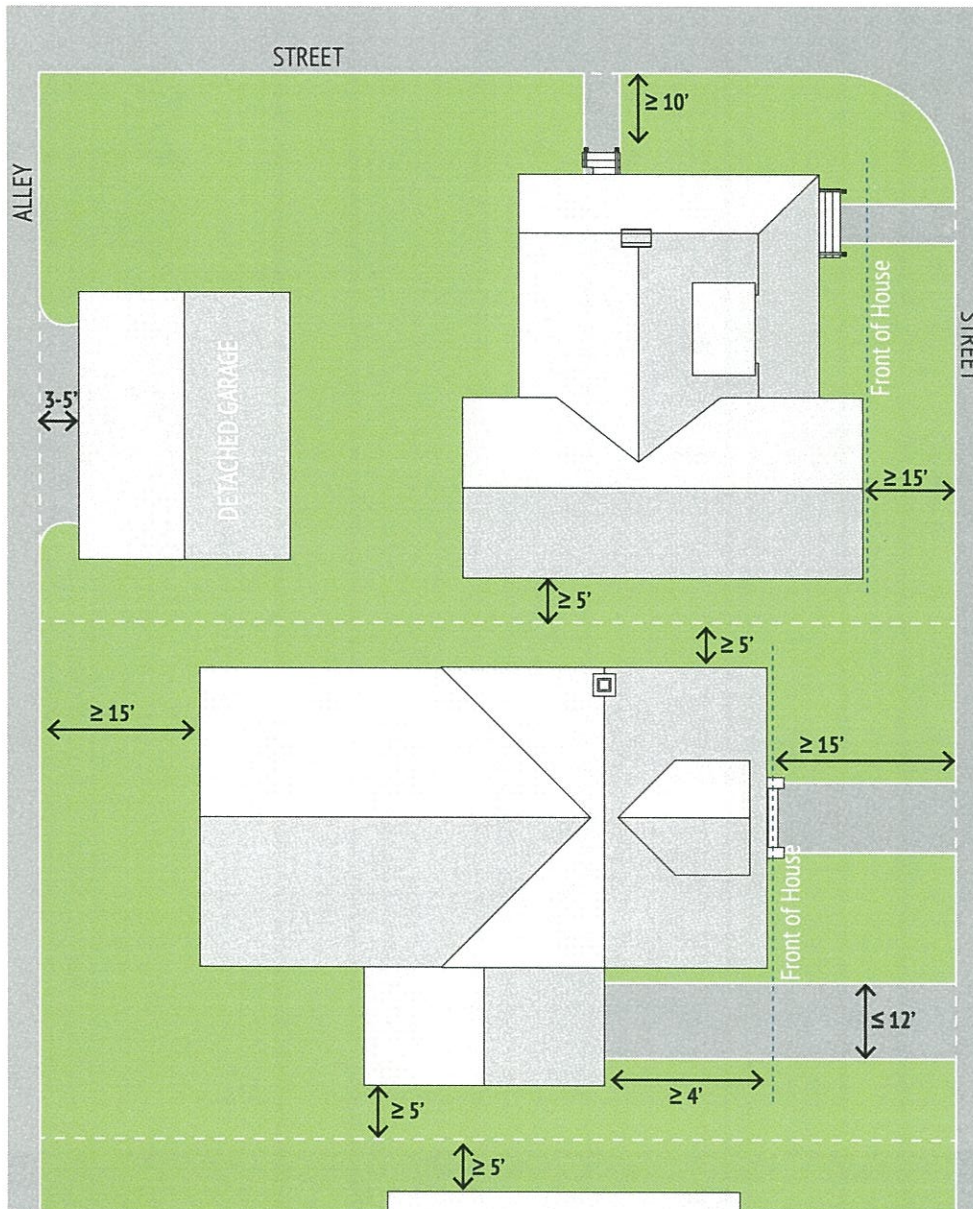 STREET
≥ 10'
ALLEY
Front of House
STREET
3-5'
DETACHED GARAGE
≥ 15'
≥ 5'
≥ 5'
≥ 15'
≥ 15'
Front of House
≤ 12'
≥ 4'
≥ 5'
≥ 5'